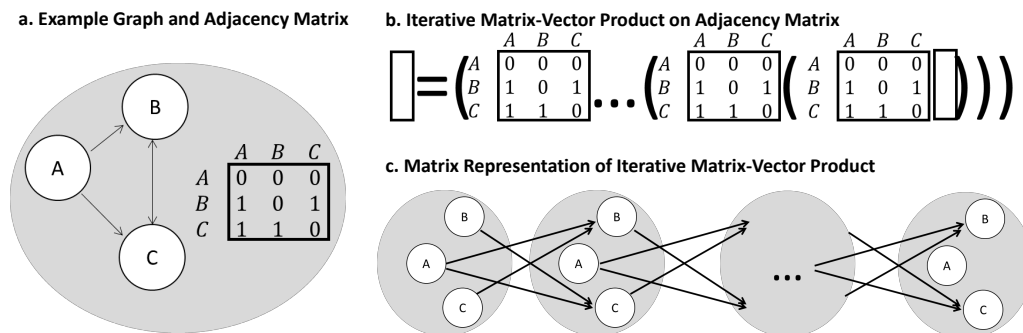 a. Example Graph and Adjacency Matrix
B
A
C
A B C
A 0 0 0
B 1 0 1
C 1 1 0
b. Iterative Matrix-Vector Product on Adjacency Matrix
A B C A B C A B C
= ( A 0 0 0 ( A 0 0 0 ( A 0 0 0
B 1 0 1 ... B 1 0 1 B 1 0 1 ) ) )
C 1 1 0 C 1 1 0 C 1 1 0
c. Matrix Representation of Iterative Matrix-Vector Product
B B B
A A ... A
C C C